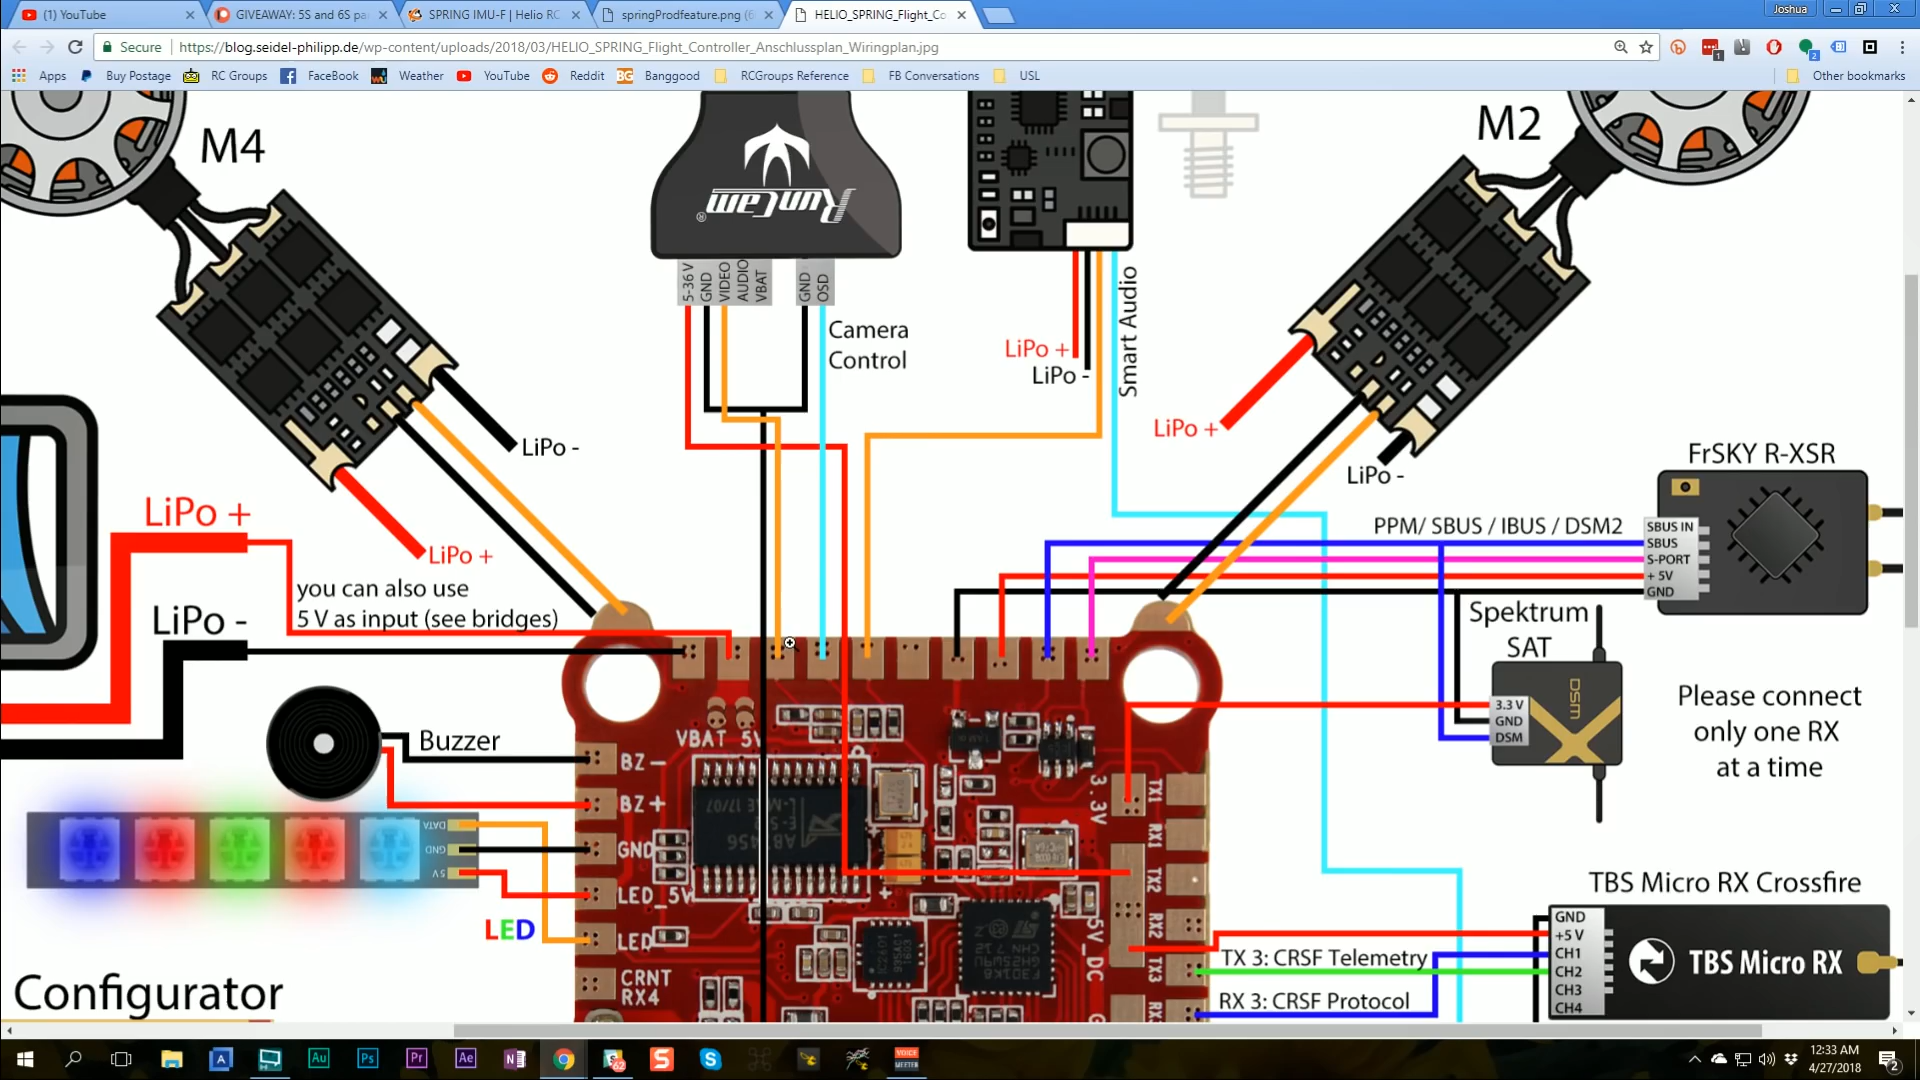 (1) YouTube
GIVEAWAY: 5S and 6S pa
SPRING IMU-F | Helio RC
springProdfeature.png (6
HELIO_SPRING_Flight_Co
Joshua
Secure
https://blog.seidel-philipp.de/wp-content/uploads/2018/03/HELIO_SPRING_Flight_Controller_Anschlussplan_Wiringplan.jpg
Apps
Buy Postage
RC Groups
FaceBook
Weather
YouTube
Reddit
Banggood
RCGroups Reference
FB Conversations
USL
Other bookmarks
M4
M2
RunCam®
5-36 V
GND
VIDEO
AUDIO
VBAT
GND
OSD
Camera
Control
LiPo +
LiPo -
Smart Audio
LiPo +
LiPo -
LiPo -
LiPo +
LiPo +
you can also use
5 V as input (see bridges)
LiPo -
FrSKY R-XSR
PPM/ SBUS / IBUS / DSM2
SBUS IN
SBUS
S-PORT
+ 5V
GND
Spektrum
SAT
3.3 V
GND
DSM
DSM
Please connect
only one RX
at a time
Buzzer
VBAT 5V
BZ-
BZ+
GND
LED_5V
LED
CRNT
RX4
DATA
GND
5V
LED
3.3V
TX1
RX1
TX2
RX2
TX3
5V_DC
TBS Micro RX Crossfire
GND
+5 V
CH1
CH2
CH3
CH4
TBS Micro RX
TX 3: CRSF Telemetry
RX 3: CRSF Protocol
Configurator
12:33 AM
4/27/2018